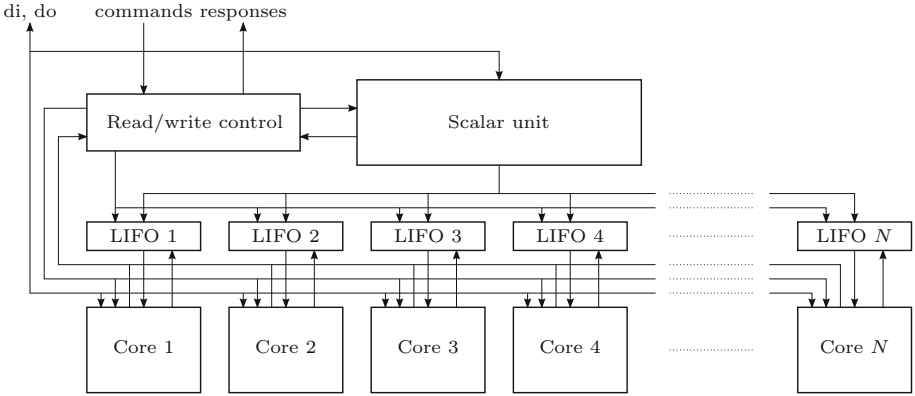 di, do commands responses
Read/write control Scalar unit
LIFO 1 LIFO 2 LIFO 3 LIFO 4 LIFO N
Core 1 Core 2 Core 3 Core 4 Core N